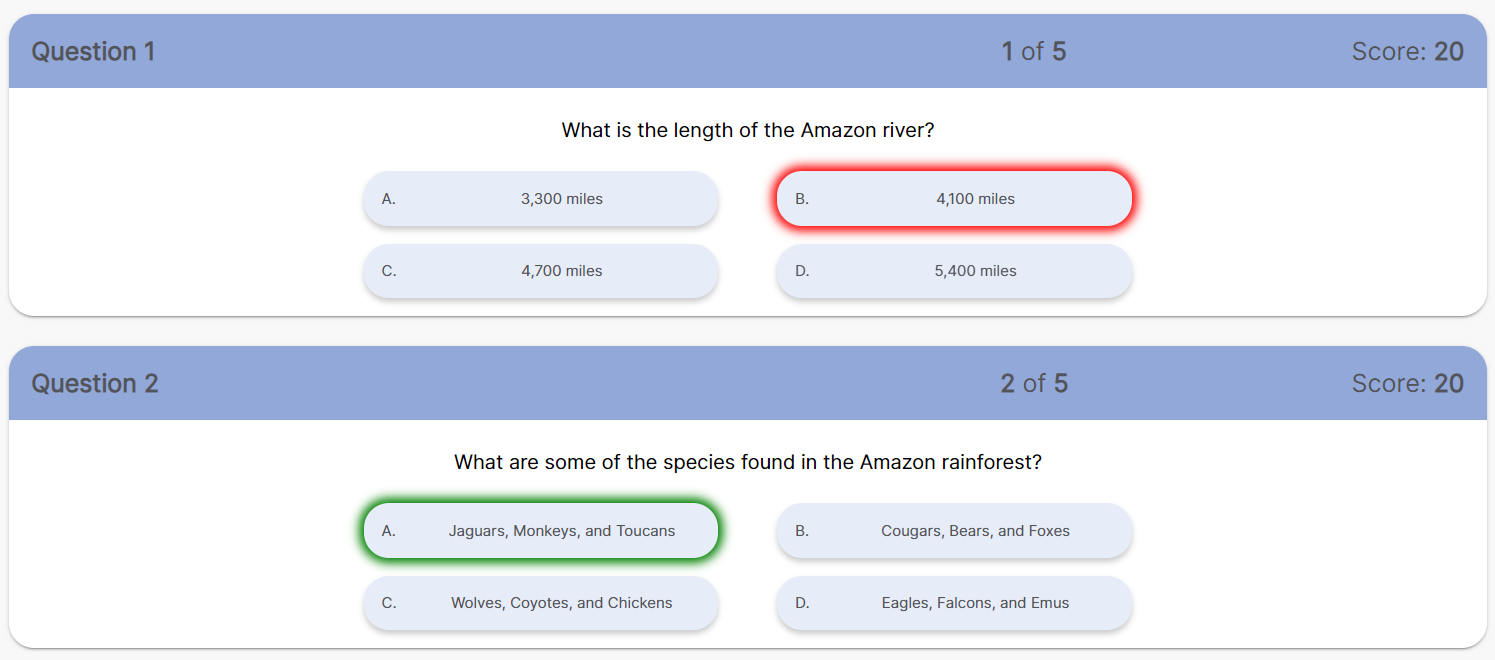 Question 1 1 of 5 Score: 20
What is the length of the Amazon river?
A. 3,300 miles B. 4,100 miles
C. 4,700 miles D. 5,400 miles
Question 2 2 of 5 Score: 20
What are some of the species found in the Amazon rainforest?
A. Jaguars, Monkeys, and Toucans B. Cougars, Bears, and Foxes
C. Wolves, Coyotes, and Chickens D. Eagles, Falcons, and Emus